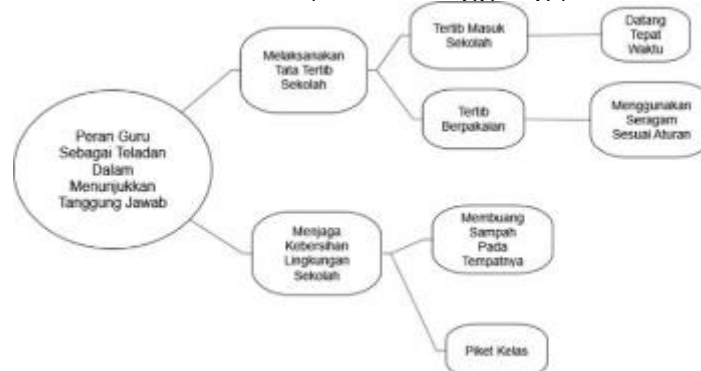 Peran Guru
Sebagai Teladan
Dalam
Menunjukkan
Tanggung Jawab
Melaksanakan
Tata Tertib
Sekolah
Tertib Masuk
Sekolah
Datang
Tepat
Waktu
Tertib
Berpakaian
Menggunakan
Seragam
Sesuai Aturan
Menjaga
Kebersihan
Lingkungan
Sekolah
Membuang
Sampah
Pada
Tempatnya
Piket Kelas